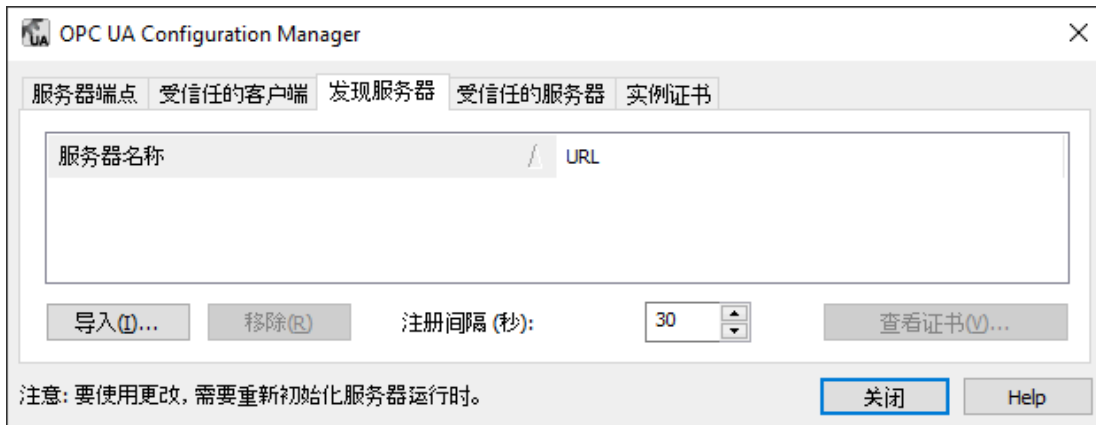 OPC UA Configuration Manager
服务器端点 受信任的客户端 发现服务器 受信任的服务器 实例证书
服务器名称 URL
导入(I)... 移除(R) 注册间隔 (秒): 30 查看证书(V)...
注意: 要使用更改, 需要重新初始化服务器运行时。 关闭 Help